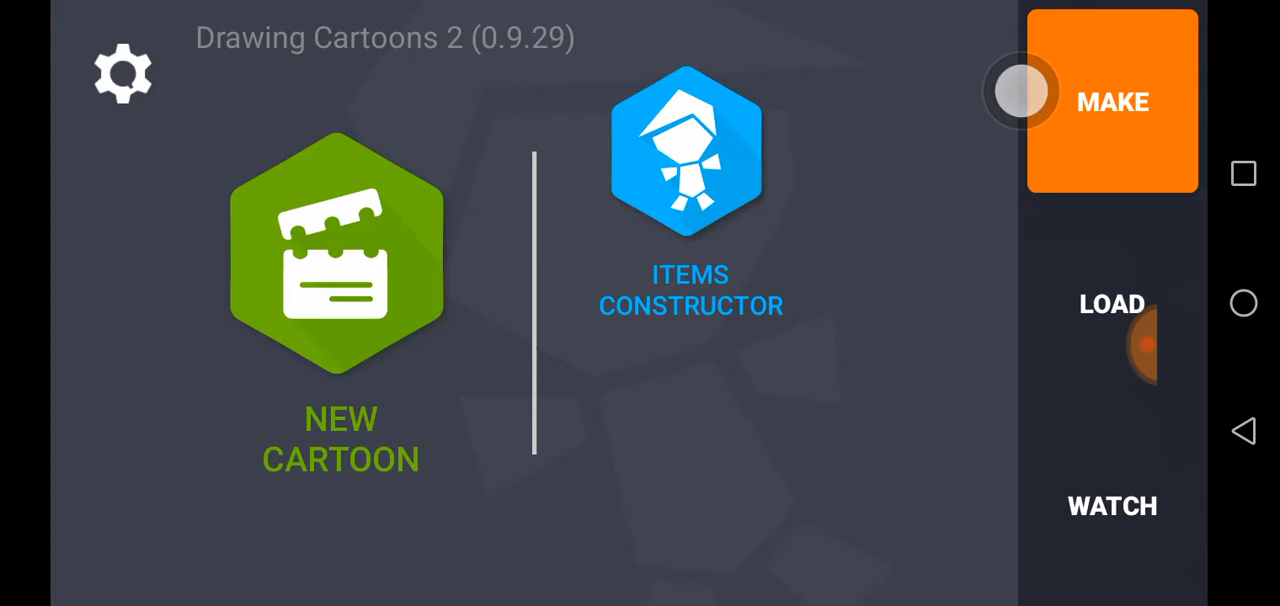 Drawing Cartoons 2 (0.9.29)
MAKE
ITEMS
CONSTRUCTOR
LOAD
NEW
CARTOON
WATCH